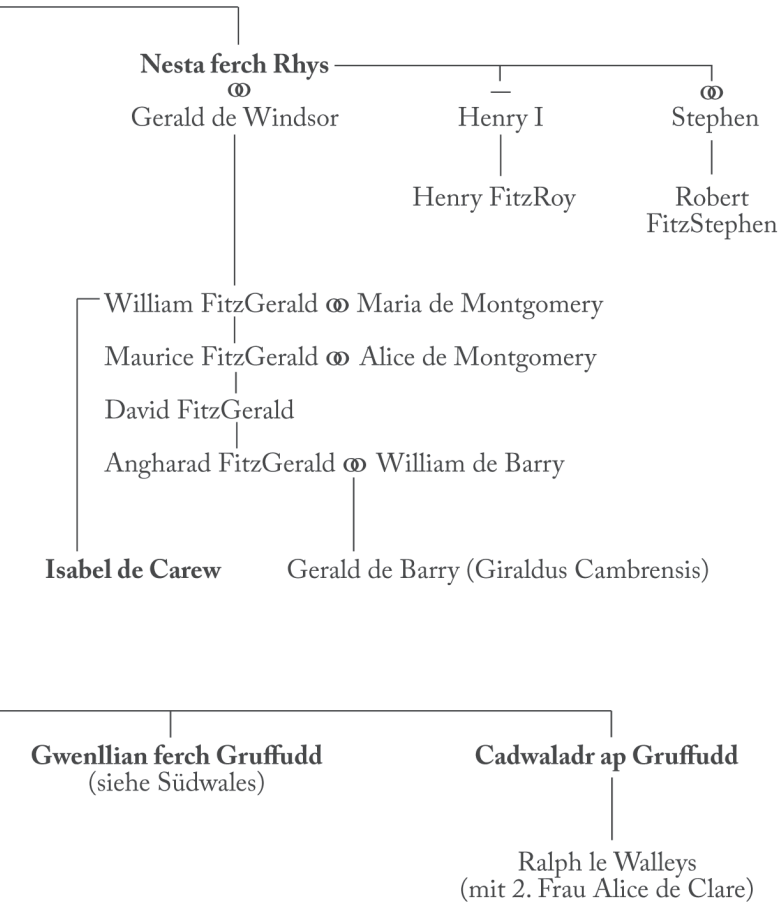 Nesta ferch Rhys
⚭ — ⚭
Gerald de Windsor Henry I Stephen
Henry FitzRoy Robert
FitzStephen
William FitzGerald ⚭ Maria de Montgomery
Maurice FitzGerald ⚭ Alice de Montgomery
David FitzGerald
Angharad FitzGerald ⚭ William de Barry
Isabel de Carew Gerald de Barry (Giraldus Cambrensis)
Gwenllian ferch Gruffudd Cadwaladr ap Gruffudd
(siehe Südwales)
Ralph le Walleys
(mit 2. Frau Alice de Clare)